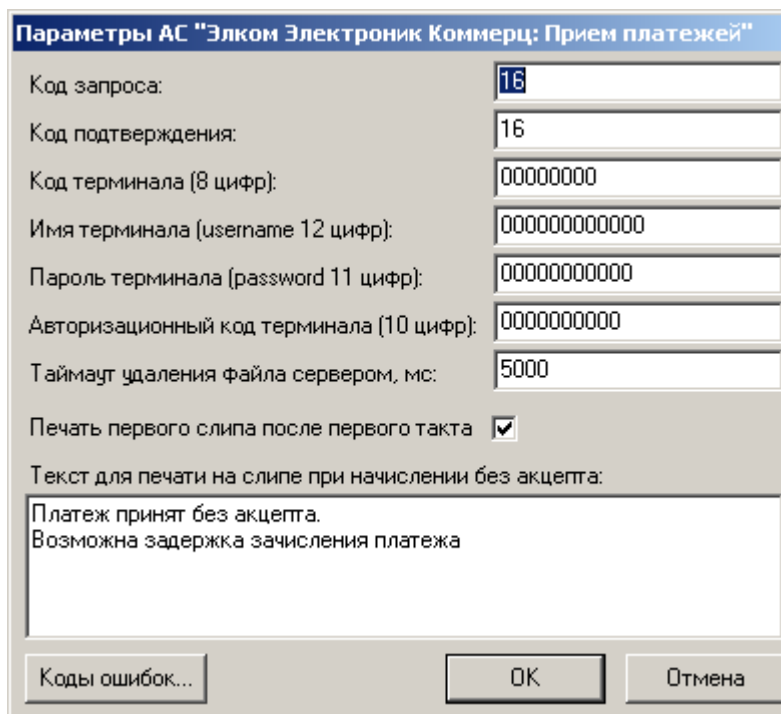 Параметры АС "Элком Электроник Коммерц: Прием платежей"
Код запроса: 16
Код подтверждения: 16
Код терминала (8 цифр): 00000000
Имя терминала (username 12 цифр): 000000000000
Пароль терминала (password 11 цифр): 00000000000
Авторизационный код терминала (10 цифр): 0000000000
Таймаут удаления файла сервером, мс: 5000
Печать первого слипа после первого такта
Текст для печати на слипе при начислении без акцепта:
Платеж принят без акцепта.
Возможна задержка зачисления платежа
Коды ошибок... OK Отмена